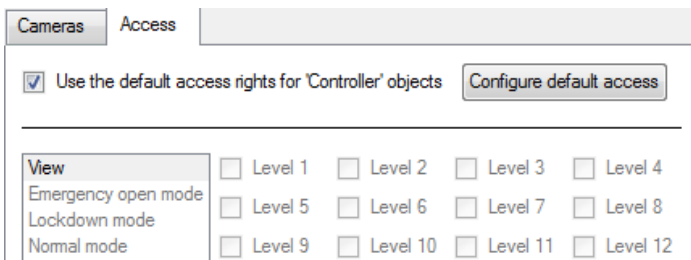 Cameras Access
Use the default access rights for 'Controller' objects Configure default access
View Level 1 Level 2 Level 3 Level 4
Emergency open mode
Lockdown mode Level 5 Level 6 Level 7 Level 8
Normal mode Level 9 Level 10 Level 11 Level 12